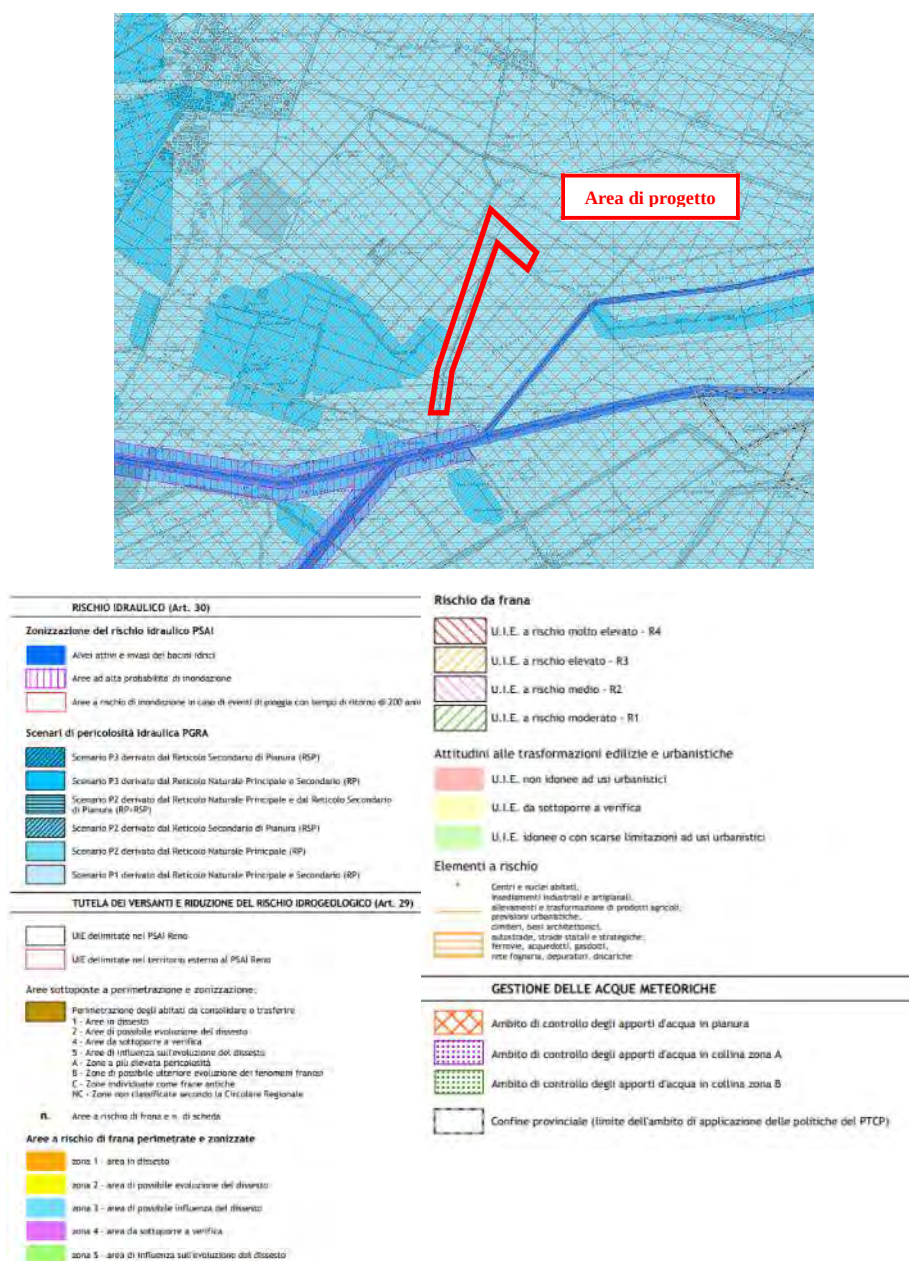 Area di progetto
RISCHIO IDRAULICO (Art. 30)
Zonizzazione del rischio idraulico PSAI
Alvei attivi e invasi dei bacini idrici
Aree ad alta probabilità di inondazione
Aree a rischio di inondazione in caso di eventi di pioggia con tempo di ritorno di 200 anni
Scenari di pericolosità idraulica PGRA
Scenario P3 derivato dal Reticolo Secondario di Pianura (RSP)
Scenario P3 derivato dal Reticolo Naturale Principale e Secondario (RP)
Scenario P2 derivato dal Reticolo Naturale Principale e dal Reticolo Secondario
di Pianura (RP-RSP)
Scenario P2 derivato dal Reticolo Secondario di Pianura (RSP)
Scenario P2 derivato dal Reticolo Naturale Principale (RP)
Scenario P1 derivato dal Reticolo Naturale Principale e Secondario (RP)
TUTELA DEI VERSANTI E RIDUZIONE DEL RISCHIO IDROGEOLOGICO (Art. 29)
UIE delimitate nel PSAI Reno
UIE delimitate nel territorio esterno al PSAI Reno
Aree sottoposte a perimetrazione e zonizzazione:
Perimetrazione degli abitati da consolidare o trasferire
1 - Aree in dissesto
2 - Aree di possibile evoluzione del dissesto
4 - Aree da sottoporre a verifica
5 - Aree di influenza sull'evoluzione del dissesto
A - Zone a più elevata pericolosità
B - Zone di possibile ulteriore evoluzione dei fenomeni franosi
C - Zone individuate come frane antiche
NC - Zone non classificate secondo la Circolare Regionale
n. Aree a rischio di frana e n. di scheda
Aree a rischio di frana perimetrate e zonizzate
zona 1 - area in dissesto
zona 2 - area di possibile evoluzione del dissesto
zona 3 - area di possibile influenza del dissesto
zona 4 - area da sottoporre a verifica
zona 5 - area di influenza sull'evoluzione del dissesto
Rischio da frana
U.I.E. a rischio molto elevato - R4
U.I.E. a rischio elevato - R3
U.I.E. a rischio medio - R2
U.I.E. a rischio moderato - R1
Attitudini alle trasformazioni edilizie e urbanistiche
U.I.E. non idonee ad usi urbanistici
U.I.E. da sottoporre a verifica
U.I.E. idonee o con scarse limitazioni ad usi urbanistici
Elementi a rischio
Centri e nuclei abitati,
insediamenti industriali e artigianali,
allevamenti e trasformazione di prodotti agricoli,
previsioni urbanistiche,
cimiteri, beni architettonici,
autostrade, strade statali e strategiche,
ferrovie, acquedotti, gasdotti,
rete fognaria, depuratori, discariche
GESTIONE DELLE ACQUE METEORICHE
Ambito di controllo degli apporti d'acqua in pianura
Ambito di controllo degli apporti d'acqua in collina zona A
Ambito di controllo degli apporti d'acqua in collina zona B
Confine provinciale (limite dell'ambito di applicazione delle politiche del PTCP)